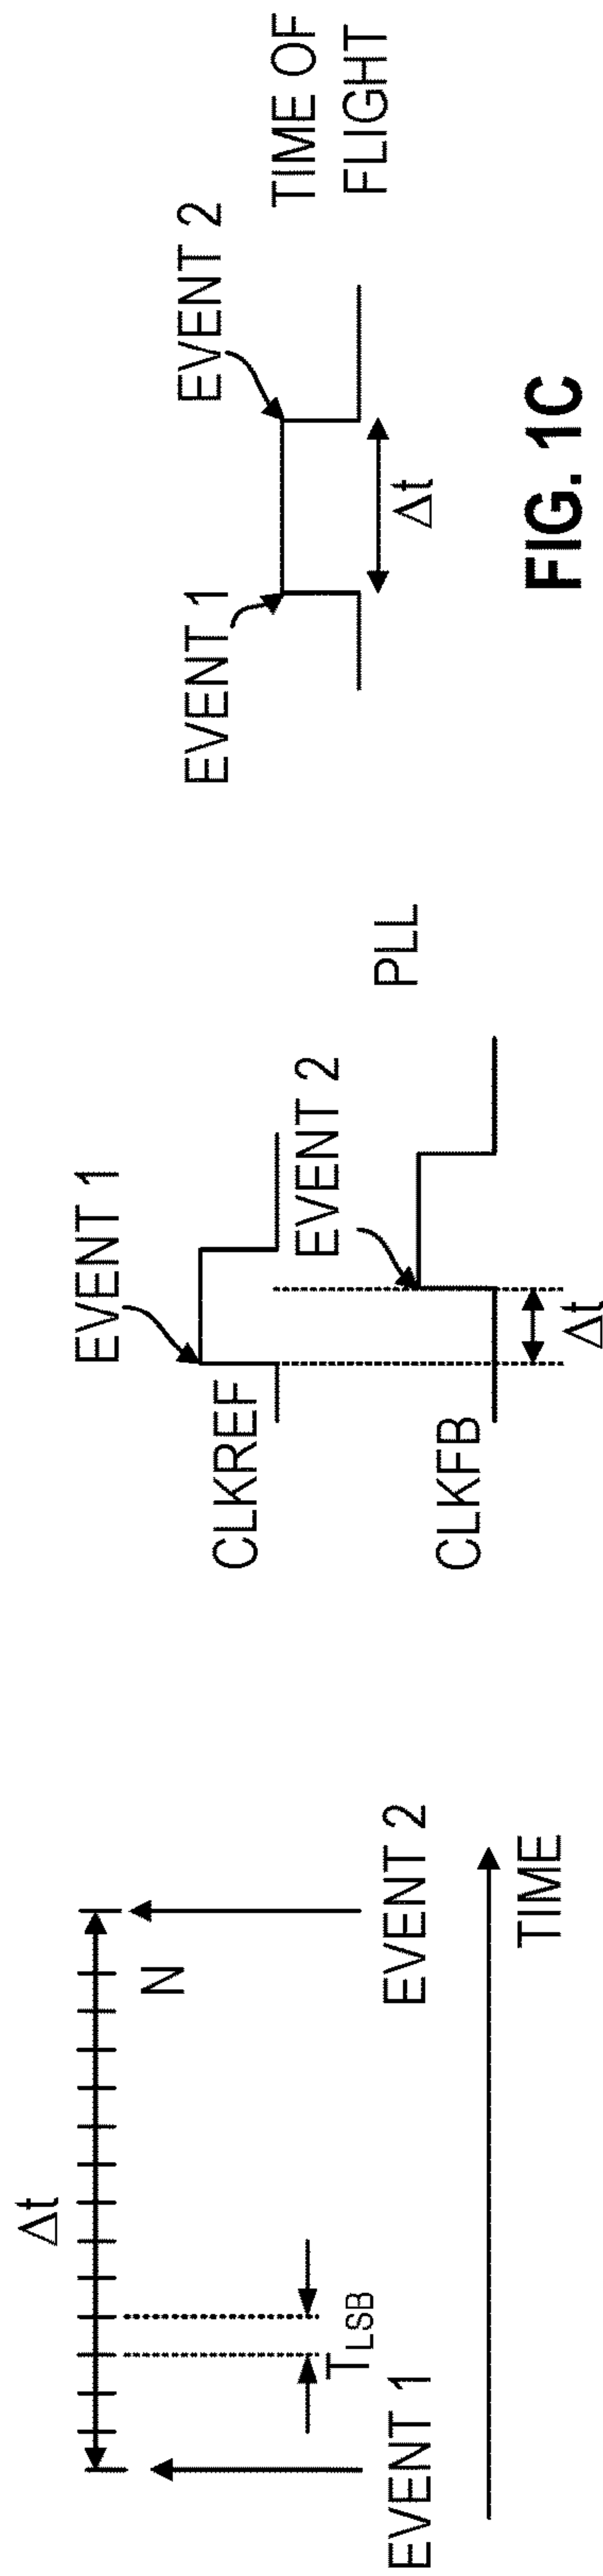 Δt
N
T LSB
EVENT 1
EVENT 2
TIME
EVENT 1
CLKREF
EVENT 2
CLKFB
Δt
PLL
EVENT 1
EVENT 2
Δt
TIME OF
FLIGHT
FIG. 1C